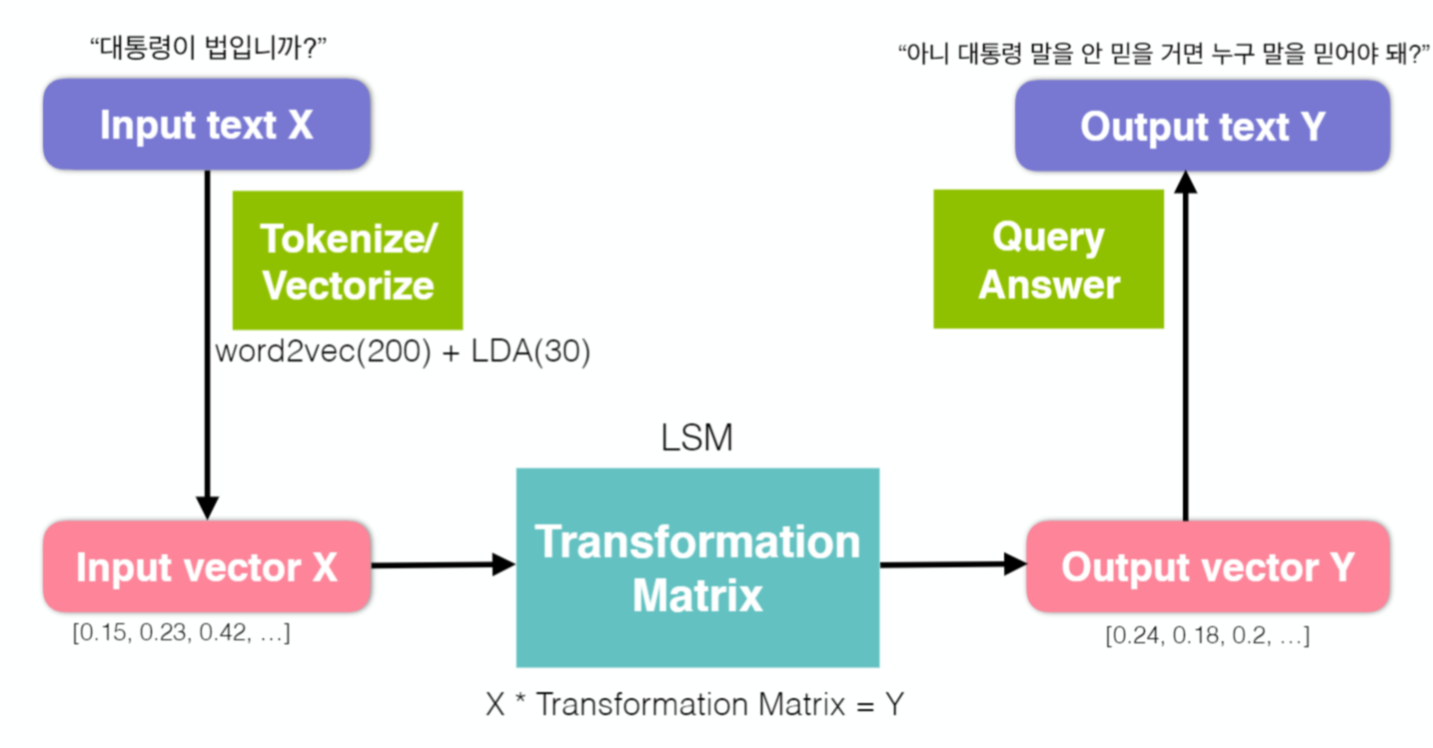 “대통령이 법입니까?”
Input text X
Tokenize/
Vectorize
word2vec(200) + LDA(30)
Input vector X
[0.15, 0.23, 0.42, …]
LSM
Transformation
Matrix
X * Transformation Matrix = Y
“아니 대통령 말을 안 믿을 거면 누구 말을 믿어야 돼?”
Output text Y
Query
Answer
Output vector Y
[0.24, 0.18, 0.2, …]